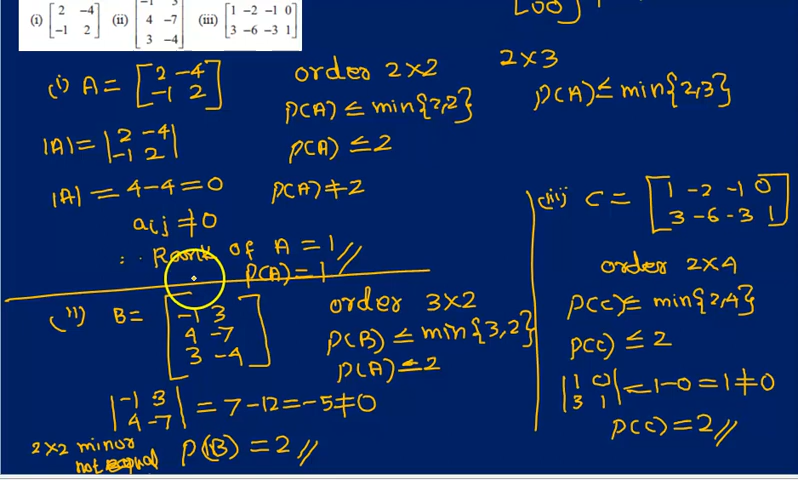 (i) [2 -4
-1 2] (ii) [-1 3
4 -7
3 -4] (iii) [1 -2 -1 0
3 -6 -3 1]
(i) A = [2 -4
-1 2]
|A| = |2 -4
-1 2|
|A| = 4-4=0
aij ≠0
∴ Rank of A = 1 //
ρ(A) = 1
order 2x2
ρ(A) ≤ min{2,2}
ρ(A) ≤2
ρ(A) ≠2
2x3
ρ(A) ≤ min{2,3}
(ii) B= [-1 3
4 -7
3 -4]
|-1 3
4 -7| = 7-12=-5≠0
2x2 minor
not equal
ρ(B) = 2 //
order 3x2
ρ(B) ≤ min{3,2}
ρ(A) ≤2
(iii) C = [1 -2 -1 0
3 -6 -3 1]
order 2x4
ρ(C) ≤ min{2,4}
ρ(C) ≤2
|1 0
3 1| = 1-0 = 1 ≠0
ρ(C) = 2 //